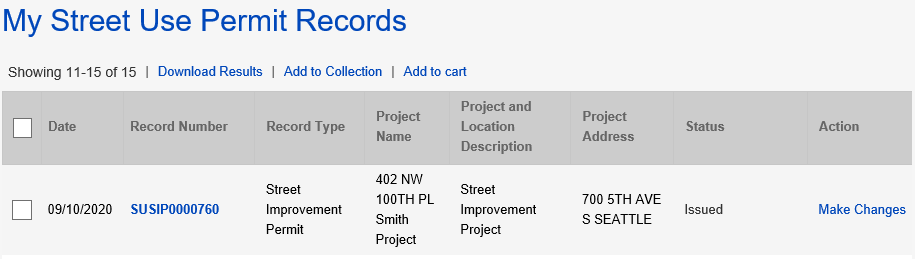 My Street Use Permit Records
Showing 11-15 of 15 | Download Results | Add to Collection | Add to cart
Date
Record Number
Record Type
Project
Name
Project and
Location
Description
Project
Address
Status
Action
09/10/2020
SUSIP0000760
Street
Improvement
Permit
402 NW
100TH PL
Smith
Project
Street
Improvement
Project
700 5TH AVE
S SEATTLE
Issued
Make Changes